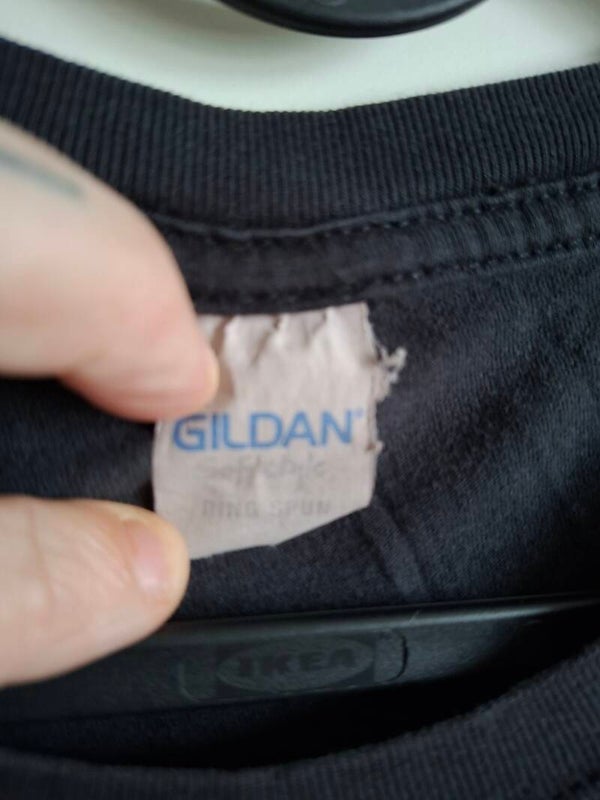 GILDAN®
Softstyle
RING SPUN
IKEA